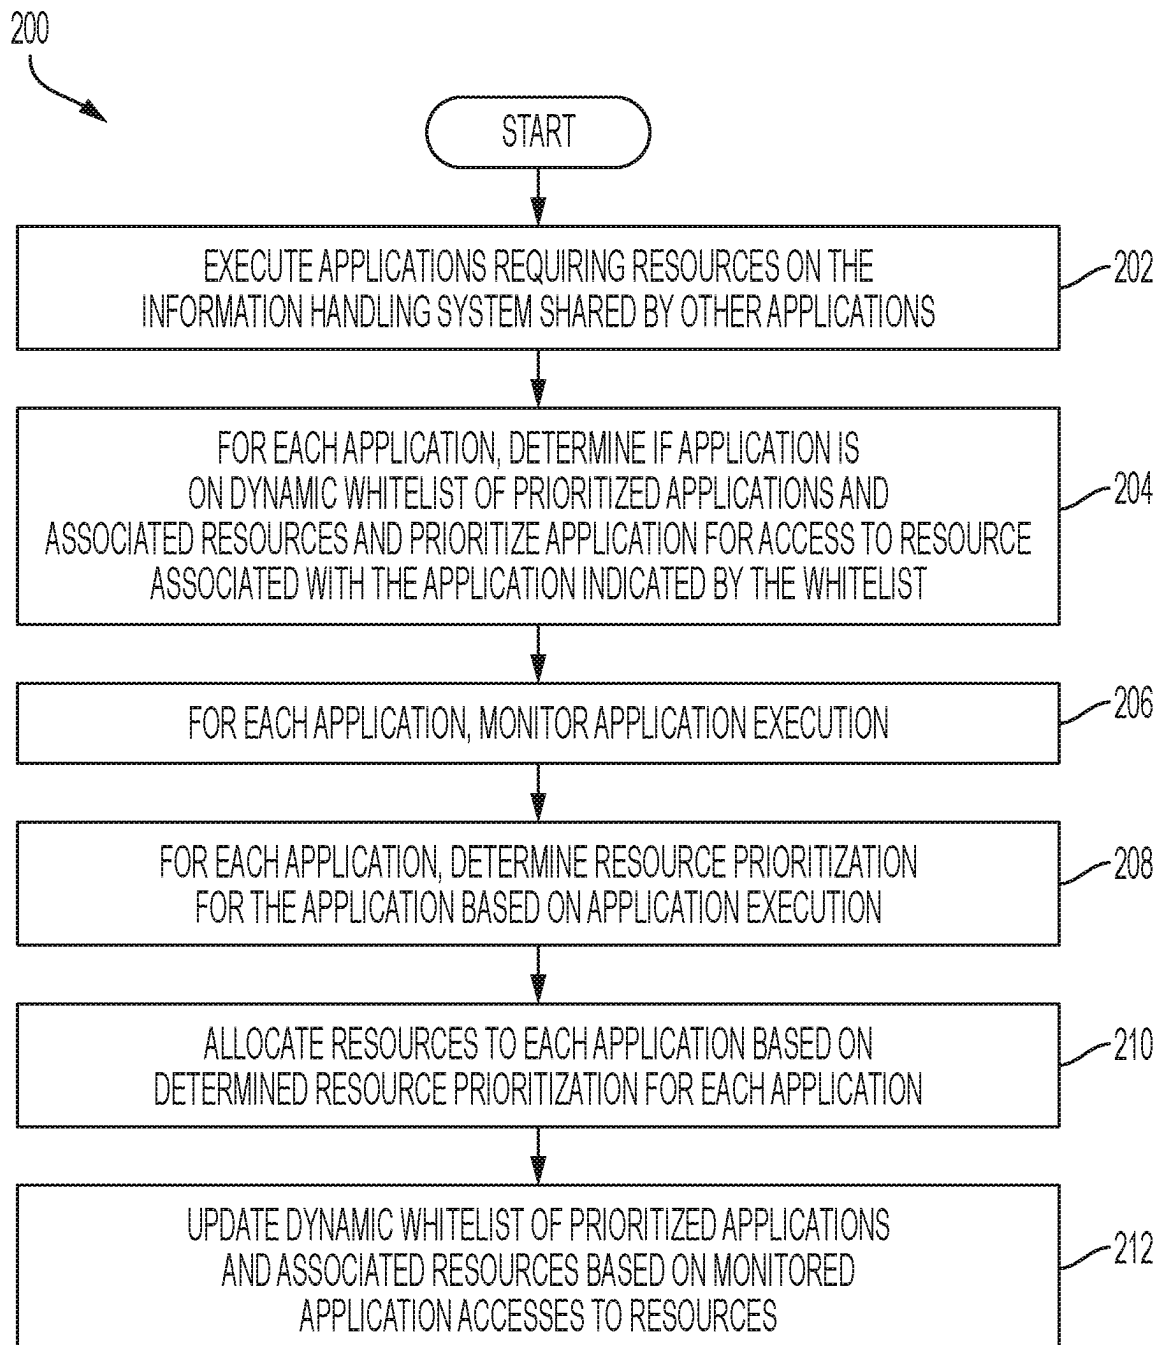 200
START
EXECUTE APPLICATIONS REQUIRING RESOURCES ON THE
INFORMATION HANDLING SYSTEM SHARED BY OTHER APPLICATIONS
202
FOR EACH APPLICATION, DETERMINE IF APPLICATION IS
ON DYNAMIC WHITELIST OF PRIORITIZED APPLICATIONS AND
ASSOCIATED RESOURCES AND PRIORITIZE APPLICATION FOR ACCESS TO RESOURCE
ASSOCIATED WITH THE APPLICATION INDICATED BY THE WHITELIST
204
FOR EACH APPLICATION, MONITOR APPLICATION EXECUTION
206
FOR EACH APPLICATION, DETERMINE RESOURCE PRIORITIZATION
FOR THE APPLICATION BASED ON APPLICATION EXECUTION
208
ALLOCATE RESOURCES TO EACH APPLICATION BASED ON
DETERMINED RESOURCE PRIORITIZATION FOR EACH APPLICATION
210
UPDATE DYNAMIC WHITELIST OF PRIORITIZED APPLICATIONS
AND ASSOCIATED RESOURCES BASED ON MONITORED
APPLICATION ACCESSES TO RESOURCES
212